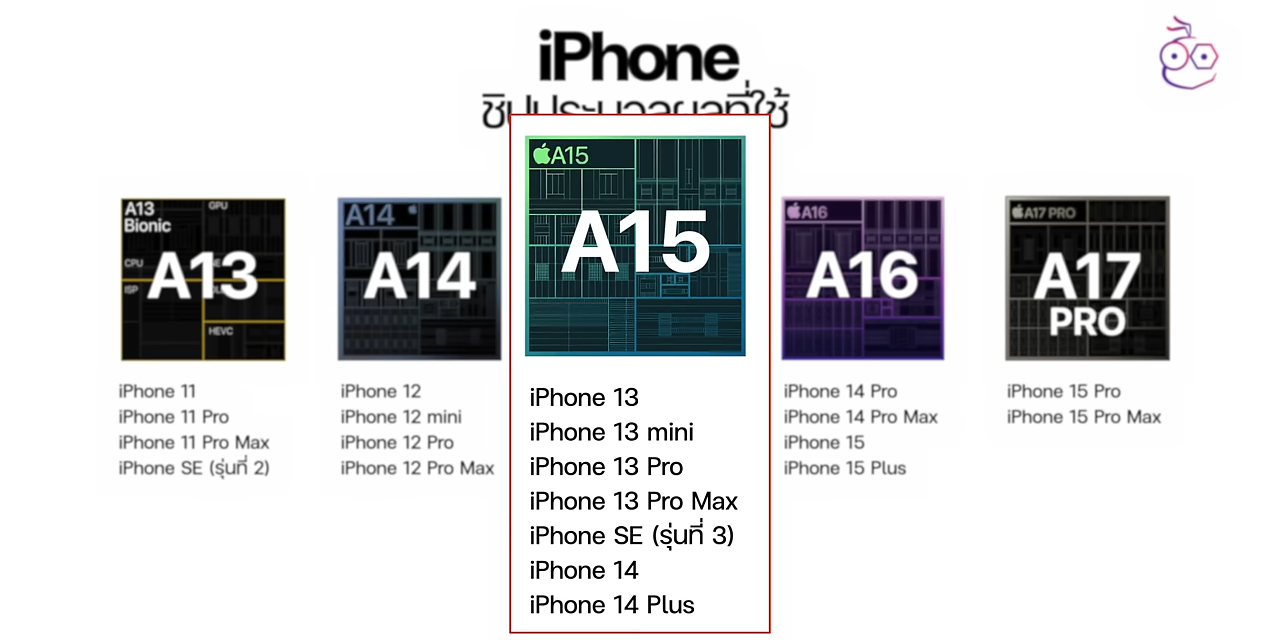 iPhone
ชิปประมวลผลที่ใช้
A13
Bionic
GPU
CPU
ISP
HEVC
A13
iPhone 11
iPhone 11 Pro
iPhone 11 Pro Max
iPhone SE (รุ่นที่ 2)
A14
A14
iPhone 12
iPhone 12 mini
iPhone 12 Pro
iPhone 12 Pro Max
A15
A15
iPhone 13
iPhone 13 mini
iPhone 13 Pro
iPhone 13 Pro Max
iPhone SE (รุ่นที่ 3)
iPhone 14
iPhone 14 Plus
A16
A16
iPhone 14 Pro
iPhone 14 Pro Max
iPhone 15
iPhone 15 Plus
A17 PRO
A17
PRO
iPhone 15 Pro
iPhone 15 Pro Max